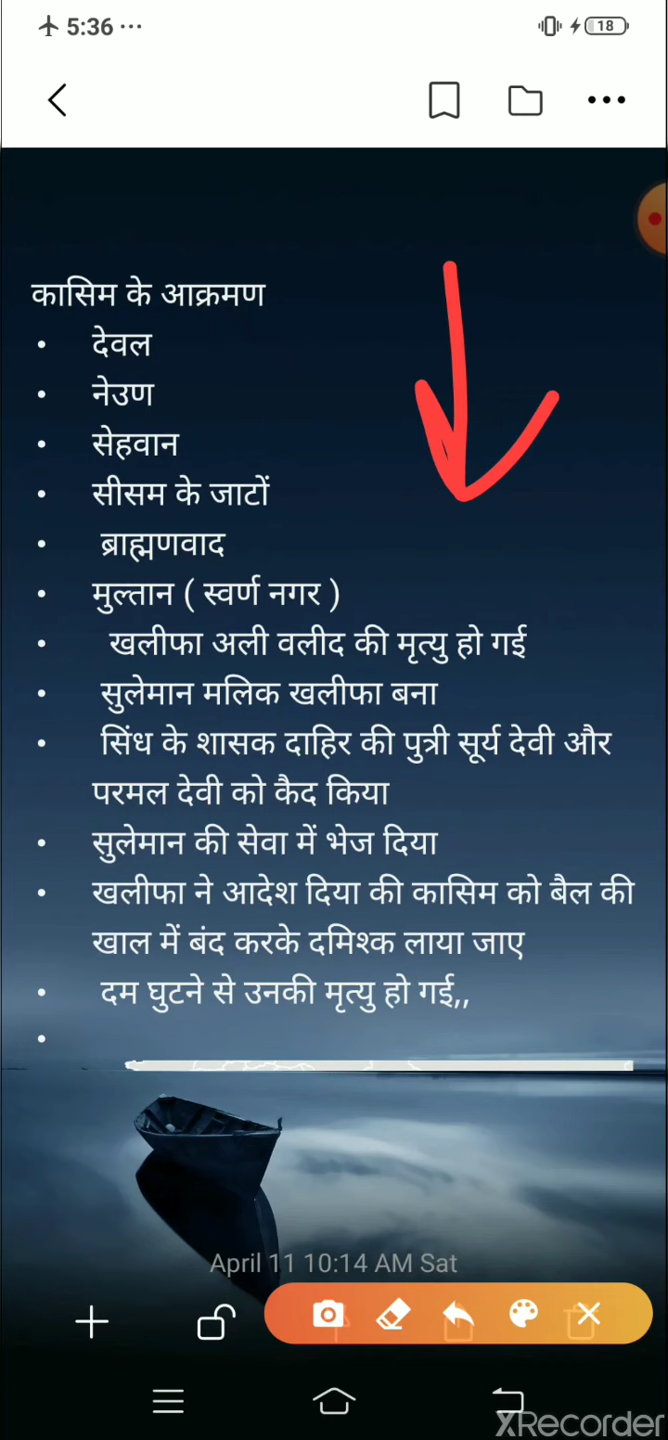 5:36 ...
18
कासिम के आक्रमण
• देवल
• नेउण
• सेहवान
• सीसम के जाटों
• ब्राह्मणवाद
• मुल्तान ( स्वर्ण नगर )
• खलीफा अली वलीद की मृत्यु हो गई
• सुलेमान मलिक खलीफा बना
• सिंध के शासक दाहिर की पुत्री सूर्य देवी और
परमल देवी को कैद किया
• सुलेमान की सेवा में भेज दिया
• खलीफा ने आदेश दिया की कासिम को बैल की
खाल में बंद करके दमिश्क लाया जाए
• दम घुटने से उनकी मृत्यु हो गई,,
•
April 11 10:14 AM Sat
XRecorder